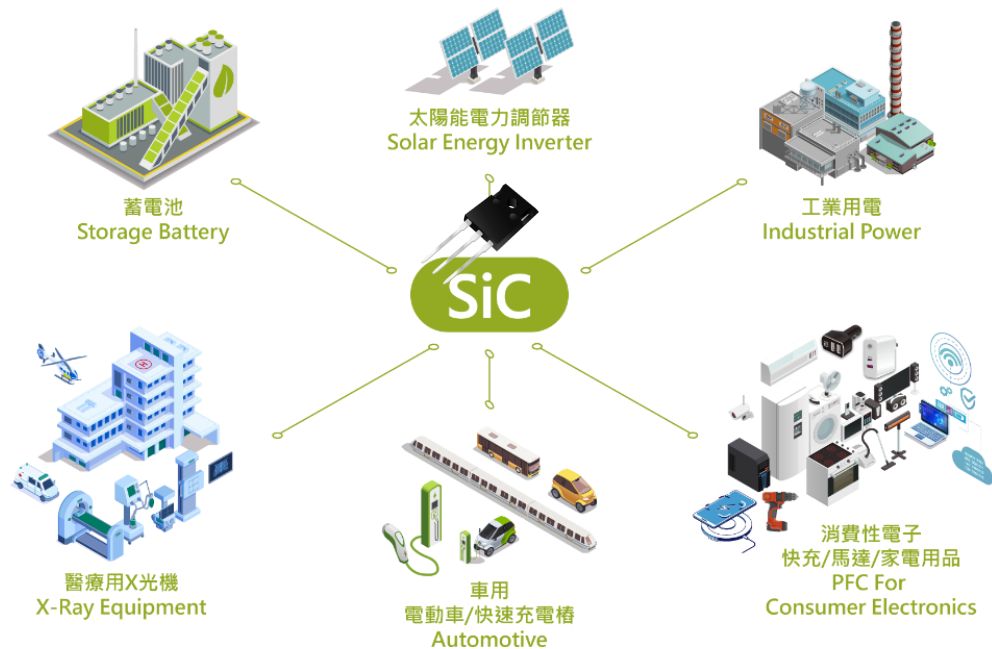 太陽能電力調節器
Solar Energy Inverter
蓄電池
Storage Battery
工業用電
Industrial Power
SiC
醫療用X光機
X-Ray Equipment
車用
電動車/快速充電樁
Automotive
消費性電子
快充/馬達/家電用品
PFC For
Consumer Electronics